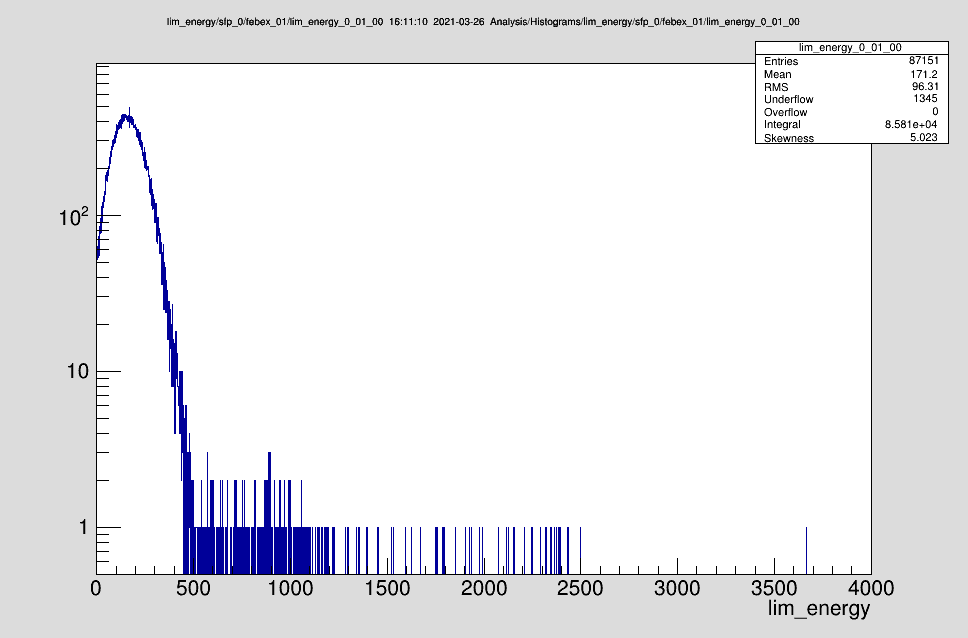 lim_energy/sfp_0/febex_01/lim_energy_0_01_00 16:11:10 2021-03-26 Analysis/Histograms/lim_energy/sfp_0/febex_01/lim_energy_0_01_00
lim_energy_0_01_00
Entries 87151
Mean 171.2
RMS 96.31
Underflow 1345
Overflow 0
Integral 8.581e+04
Skewness 5.023
10²
10
1
0 500 1000 1500 2000 2500 3000 3500 4000
lim_energy